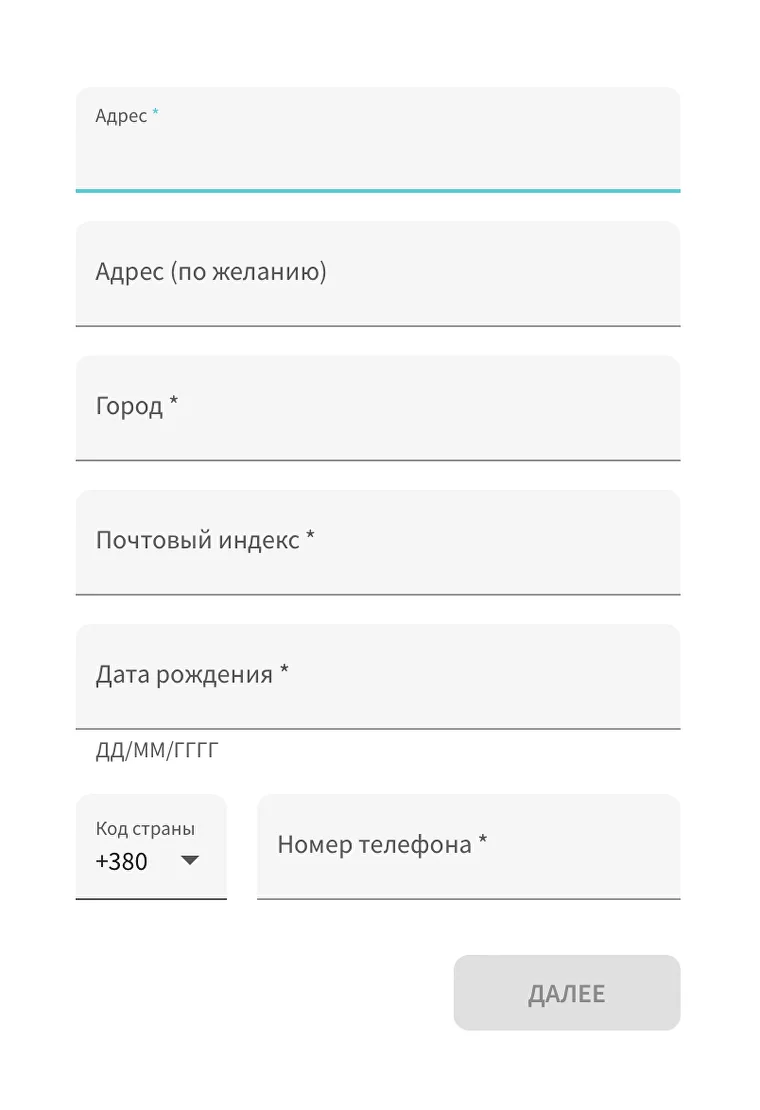 Адрес *
Адрес (по желанию)
Город *
Почтовый индекс *
Дата рождения *
ДД/ММ/ГГГГ
Код страны
+380
Номер телефона *
ДАЛЕЕ